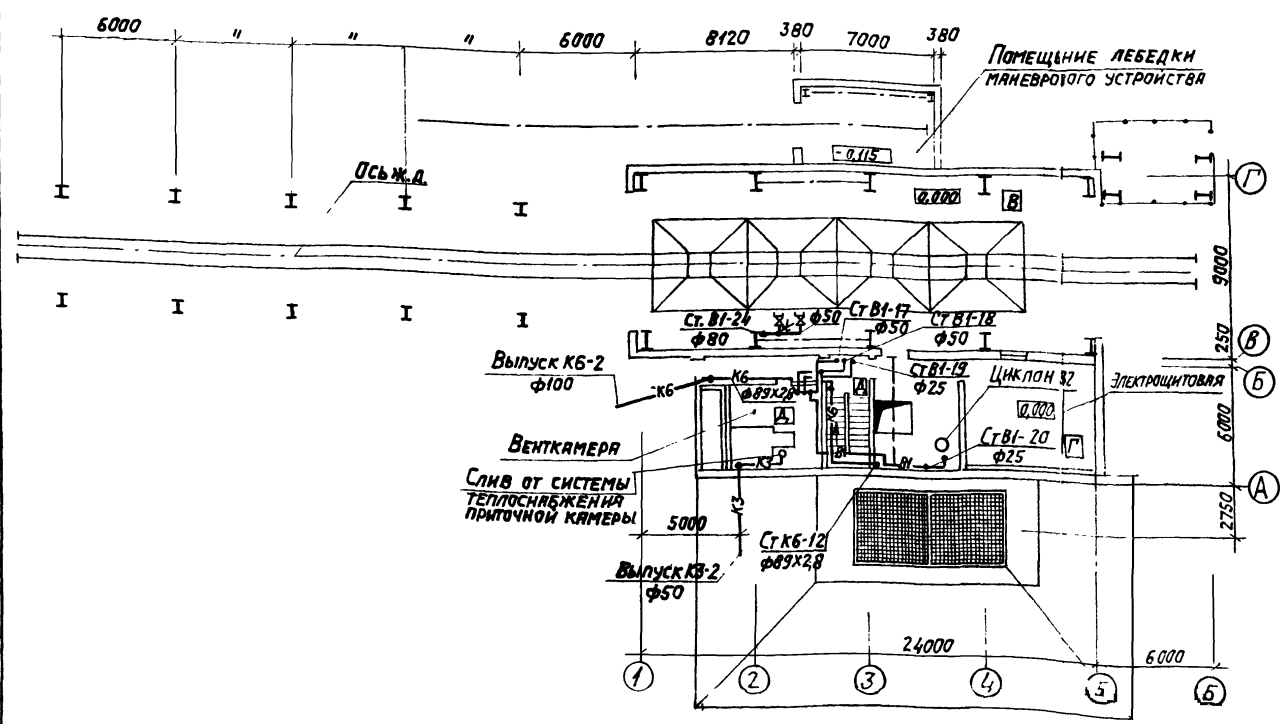 6000 " " " 6000 8120 380 7000 380
Помещение лебедки
маневрового устройства
-0,115
Ось ж.д.
Г
0,000
В
9000
Ст. В1-24
ф80
ф50
Ст В1-17
ф50
Ст В1-18
ф50
250
В
Выпуск К6-2
ф100
К6
К6
ф89х2,8
Ст В1-19
ф25
Циклон 32
Электрощитовая
Б
Д
Д
К6
0,000
6000
Венткамера
В1
В1
Ст В1-20
ф25
Г
Слив от системы
теплоснабжения
приточной камеры
К3
К3
А
5000
2750
Ст К6-12
ф89х2,8
Выпуск К3-2
ф50
24000
6000
1 2 3 4 5 Б